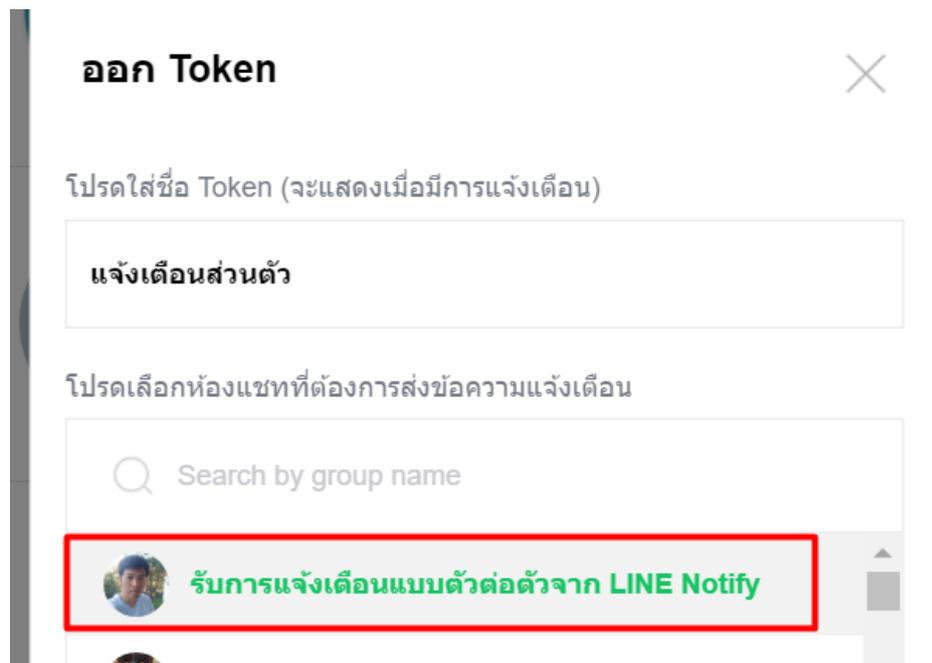 ออก Token
โปรดใส่ชื่อ Token (จะแสดงเมื่อมีการแจ้งเตือน)
แจ้งเตือนส่วนตัว
โปรดเลือกห้องแชทที่ต้องการส่งข้อความแจ้งเตือน
Search by group name
รับการแจ้งเตือนแบบตัวต่อตัวจาก LINE Notify